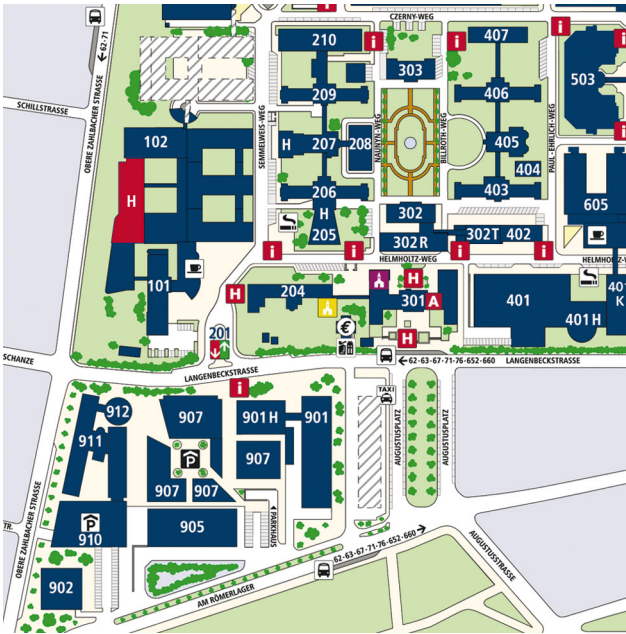 CZERNY-WEG
i
210
i
i
407
i
503
62-71
303
209
406
SCHILLSTRASSE
OBERE ZAHLBACHER STRASSE
SEMMELWEIS-WEG
NAUNYN-WEG
BILLROTH-WEG
PAUL-EHRLICH-WEG
i
102
H
207
208
405
404
H
206
403
605
H
205
302
302 R
302T
402
i
i
i
i
HELMHOLTZ-WEG
HELMHOLTZ-W
101
H
204
H
301
A
401
401
K
401H
H
€
201
62-63-67-71-76-652-660
LANGENBECKSTRASSE
SCHANZE
LANGENBECKSTRASSE
i
TAXI
912
907
901H
901
911
907
P
907
907
AUGUSTUSPLATZ
AUGUSTUSPLATZ
OBERE ZAHLBACHER STRASSE
P
910
905
PARKHAUS
TR.
62-63-67-71-76-652-660
AUGUSTUSSTRASSE
902
AM RÖMERLAGER